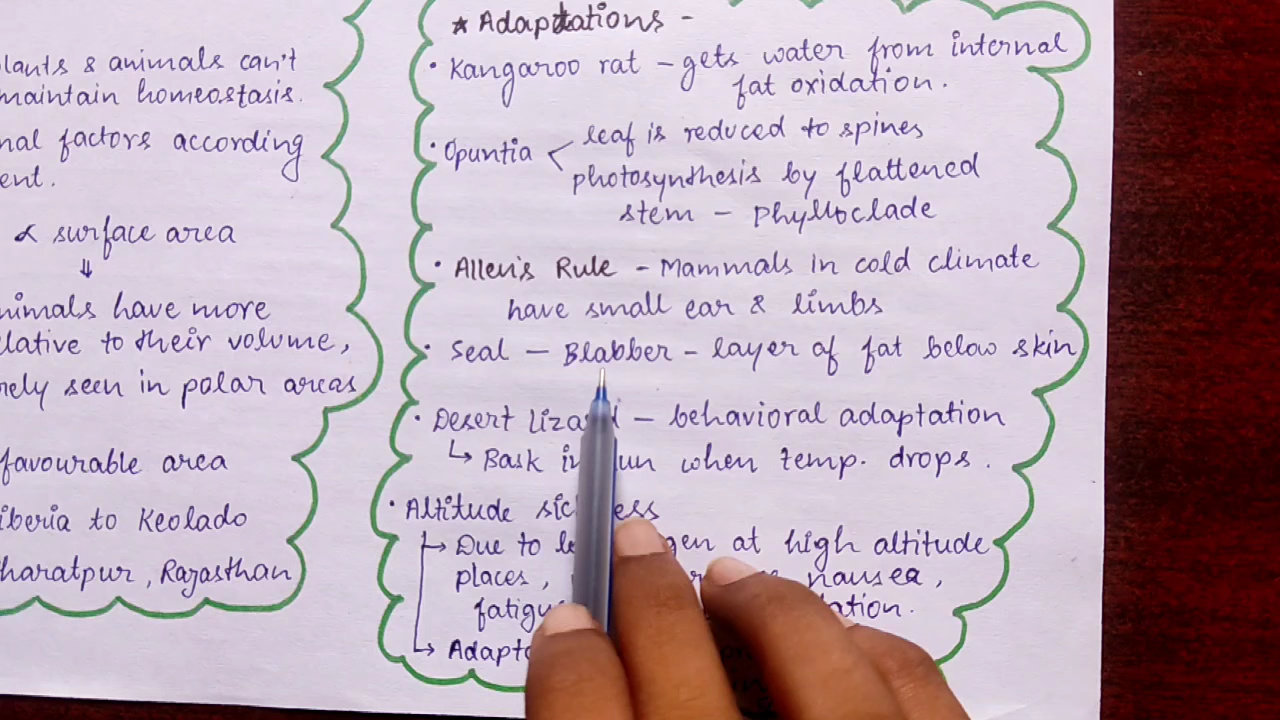 lants & animals can't
maintain homeostasis.
nal factors according
ent.
∝ surface area
⇓
nimals have more
lative to their volume,
rely seen in polar areas
favourable area
iberia to Keolado
haratpur, Rajasthan
★ Adaptations -
• Kangaroo rat - gets water from internal
fat oxidation.
• Opuntia < leaf is reduced to spines
photosynthesis by flattened
stem - Phylloclade
• Allen's Rule - Mammals in cold climate
have small ear & limbs
• Seal - Blabber - layer of fat below skin
• Desert liza - behavioral adaptation
↳ Bask in un when temp. drops.
• Altitude sic ess
→ Due to l gen at high altitude
places, nausea,
fatigu ation.
↳ Adapt